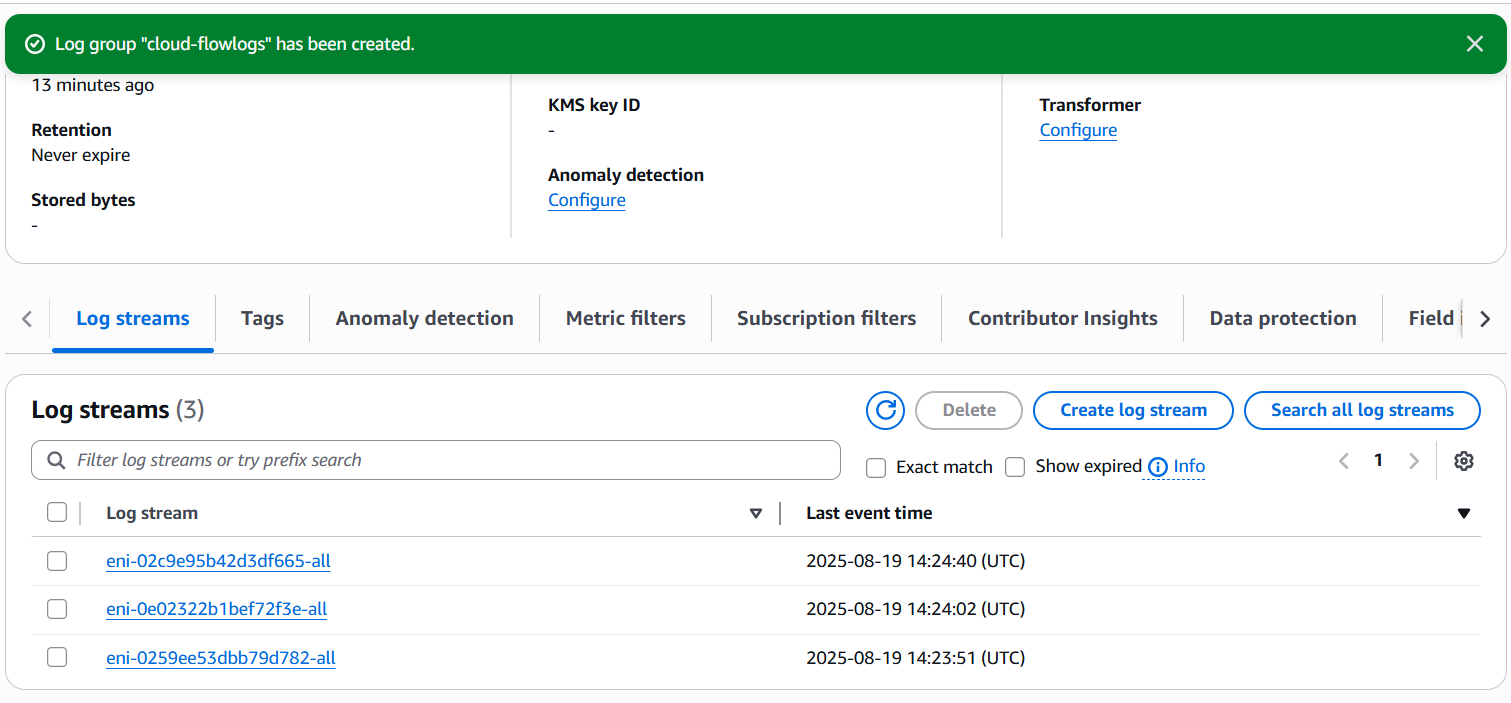 Log group "cloud-flowlogs" has been created.
13 minutes ago
Retention
Never expire
Stored bytes
-
KMS key ID
-
Anomaly detection
Configure
Transformer
Configure
Log streams
Tags
Anomaly detection
Metric filters
Subscription filters
Contributor Insights
Data protection
Field
Log streams (3)
Delete
Create log stream
Search all log streams
Filter log streams or try prefix search
Exact match
Show expired
Info
1
Log stream
Last event time
eni-02c9e95b42d3df665-all
2025-08-19 14:24:40 (UTC)
eni-0e02322b1bef72f3e-all
2025-08-19 14:24:02 (UTC)
eni-0259ee53dbb79d782-all
2025-08-19 14:23:51 (UTC)